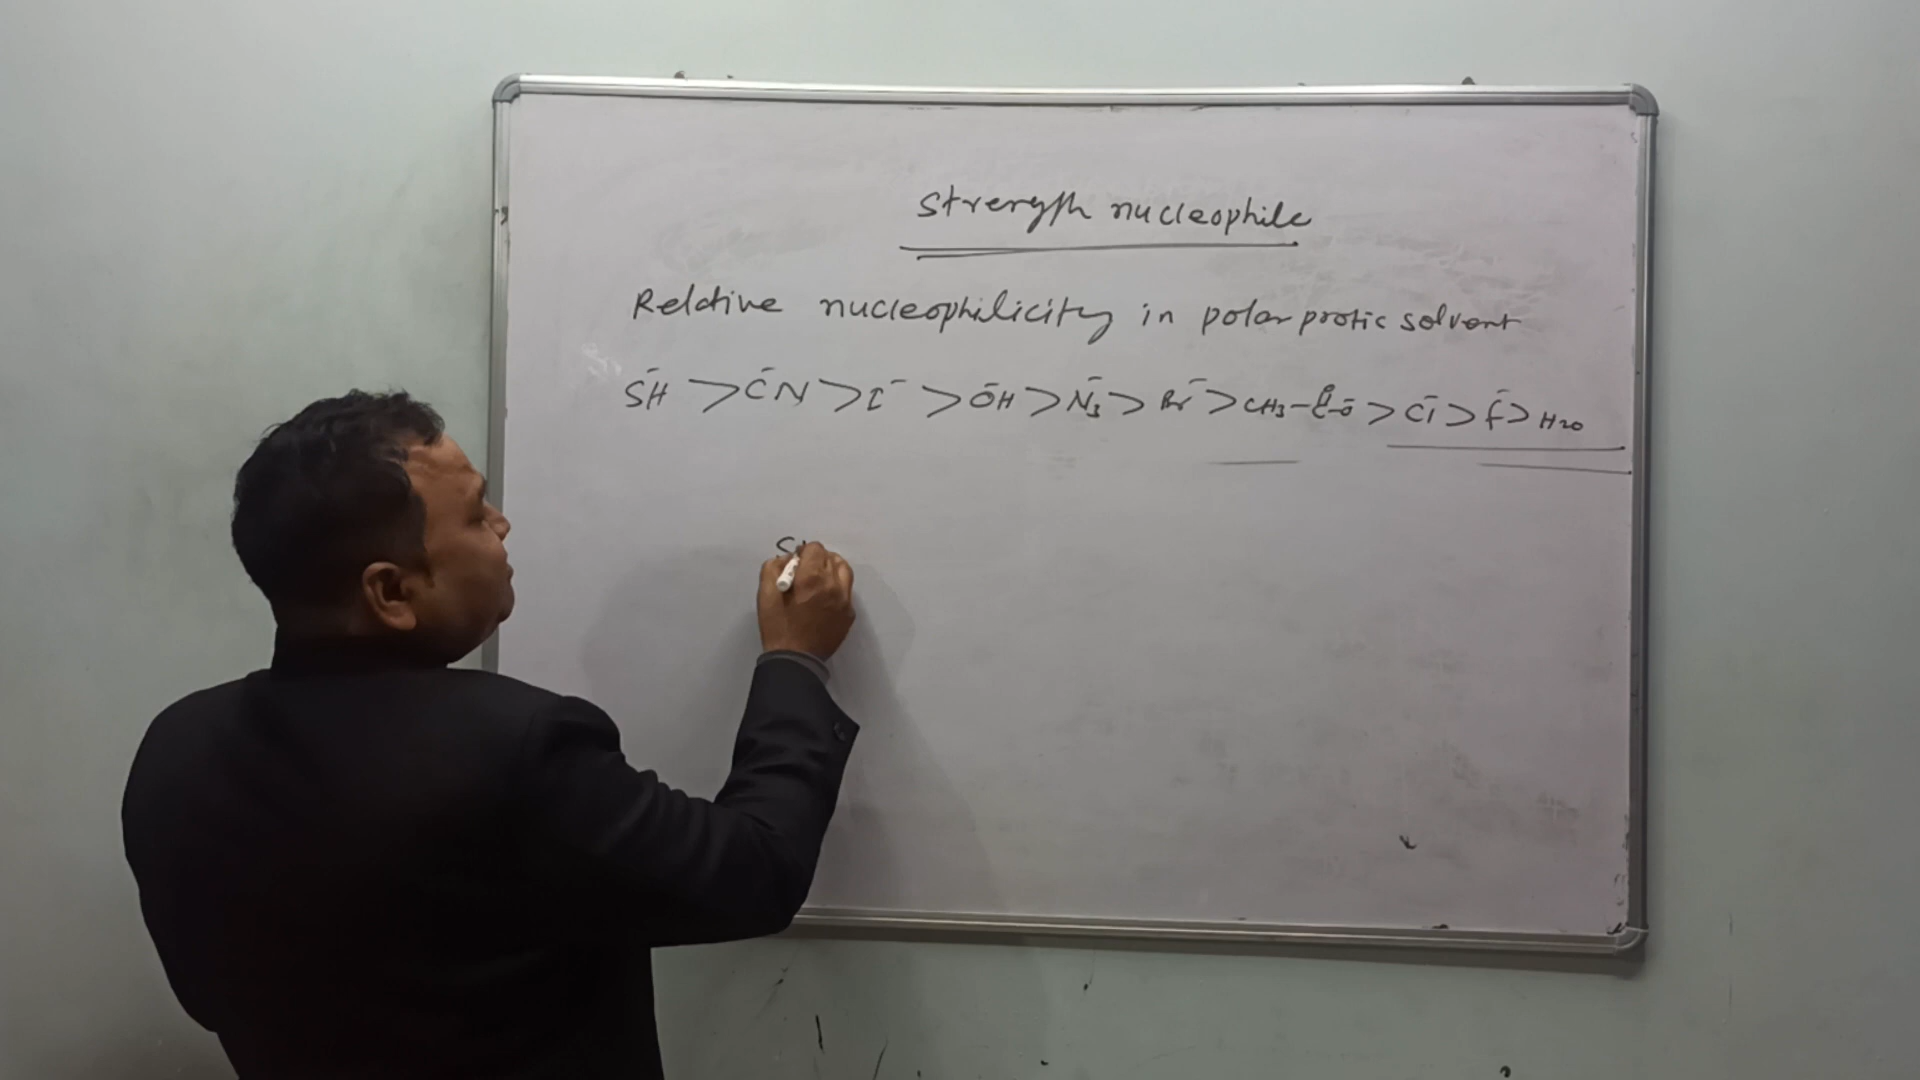 Strength nucleophile
Relative nucleophilicity in polar protic solvent
S̄H > C̄N > I⁻ > ŌH > N̄₃ > Br⁻ > CH₃-C(=O)-Ō > Cl⁻ > F⁻ > H₂O
S